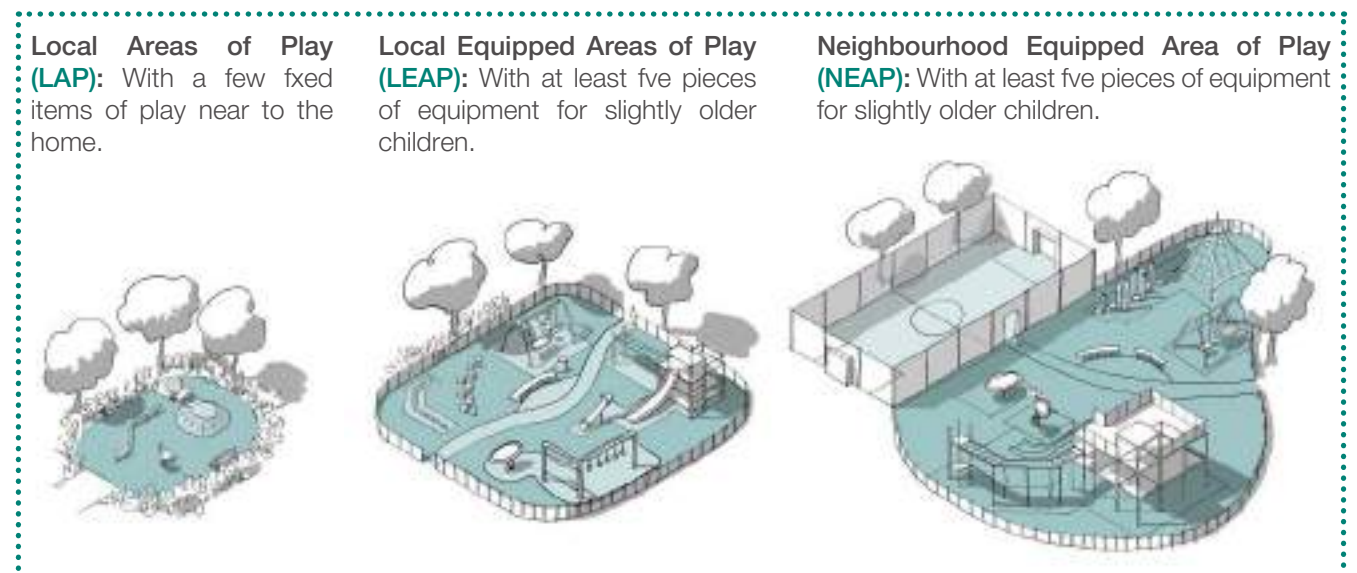 Local Areas of Play
(LAP): With a few fxed
items of play near to the
home.
Local Equipped Areas of Play
(LEAP): With at least fve pieces
of equipment for slightly older
children.
Neighbourhood Equipped Area of Play
(NEAP): With at least fve pieces of equipment
for slightly older children.